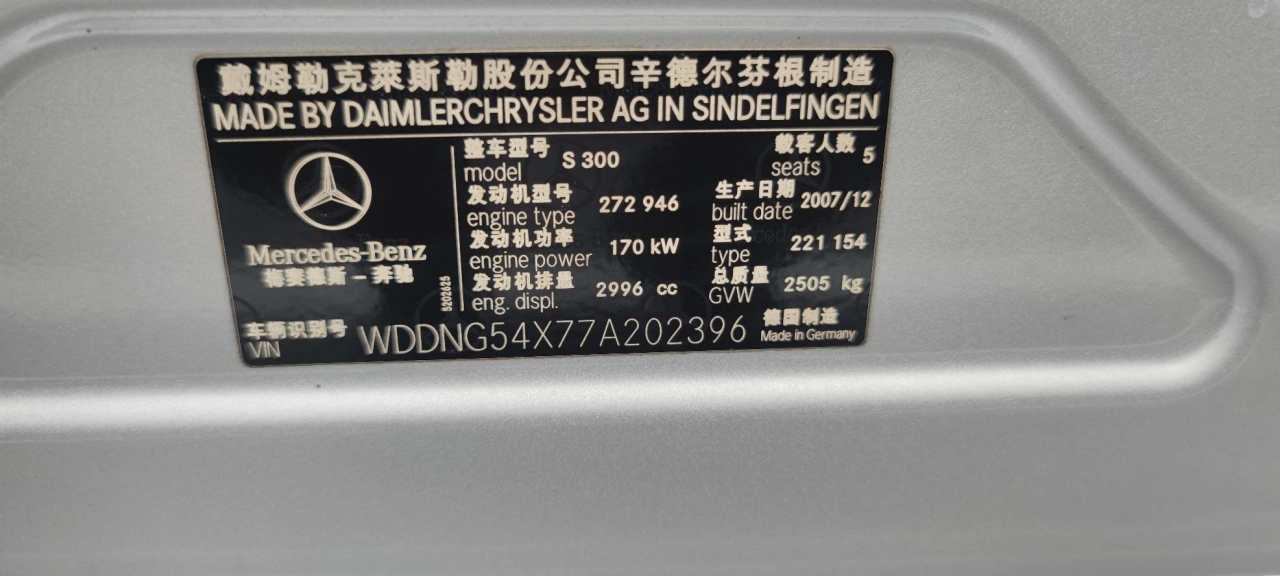 戴姆勒克莱斯勒股份公司辛德尔芬根制造
MADE BY DAIMLERCHRYSLER AG IN SINDELFINGEN
Mercedes-Benz
梅赛德斯-奔驰
整车型号
model
S 300
载客人数
seats
5
发动机型号
engine type
272 946
生产日期
built date
2007/12
发动机功率
engine power
170 kW
型式
type
221 154
发动机排量
eng. displ.
2996 cc
总质量
GVW
2505 kg
5202625
车辆识别号
VIN
WDDNG54X77A202396
德国制造
Made in Germany